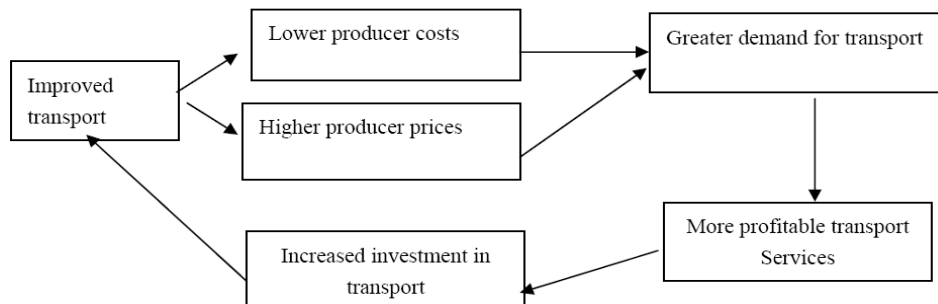 Lower producer costs
Greater demand for transport
Improved
transport
Higher producer prices
More profitable transport
Services
Increased investment in
transport